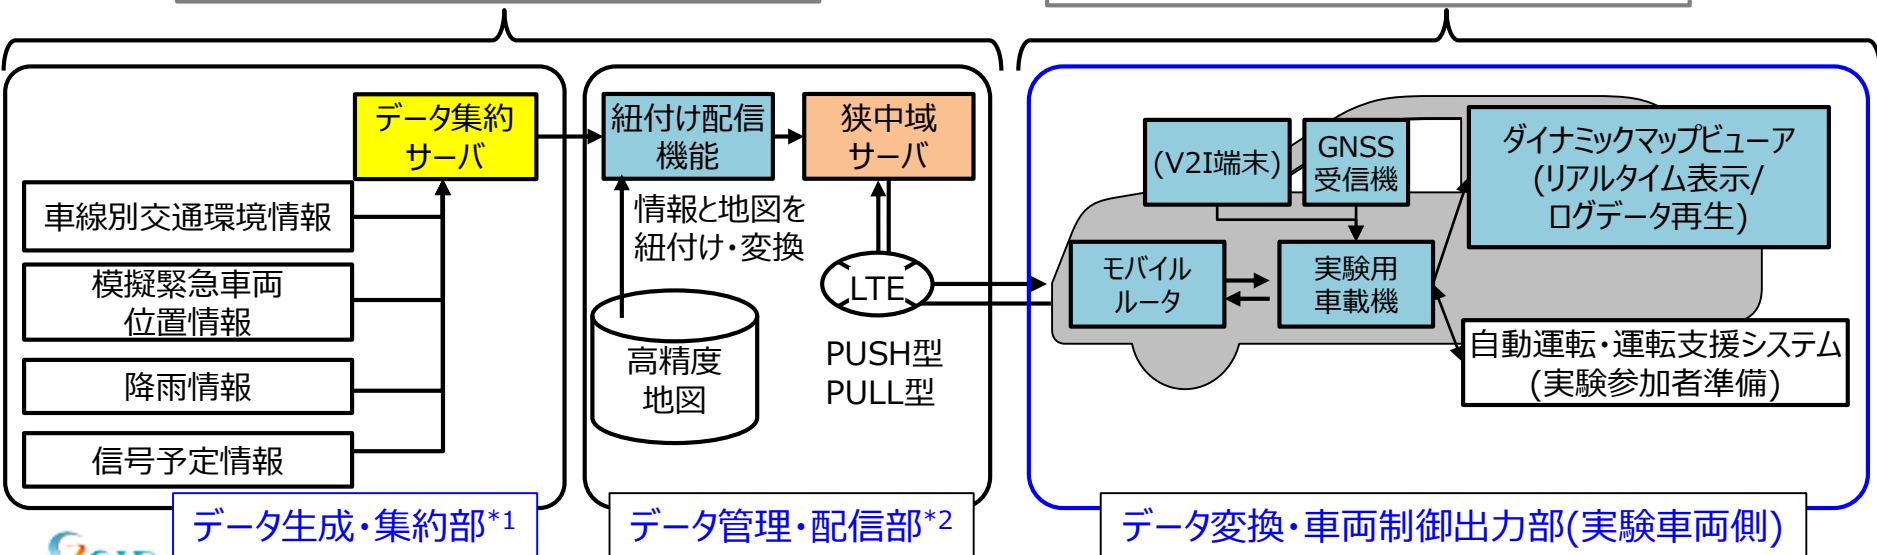 データ集約
サーバ
車線別交通環境情報
模擬緊急車両
位置情報
降雨情報
信号予定情報
データ生成・集約部*1
紐付け配信
機能
狭中域
サーバ
情報と地図を
紐付け・変換
高精度
地図
LTE
PUSH型
PULL型
データ管理・配信部*2
(V2I端末)
GNSS
受信機
ダイナミックマップビューア
(リアルタイム表示/
ログデータ再生)
モバイル
ルータ
実験用
車載機
自動運転・運転支援システム
(実験参加者準備)
データ変換・車両制御出力部(実験車両側)